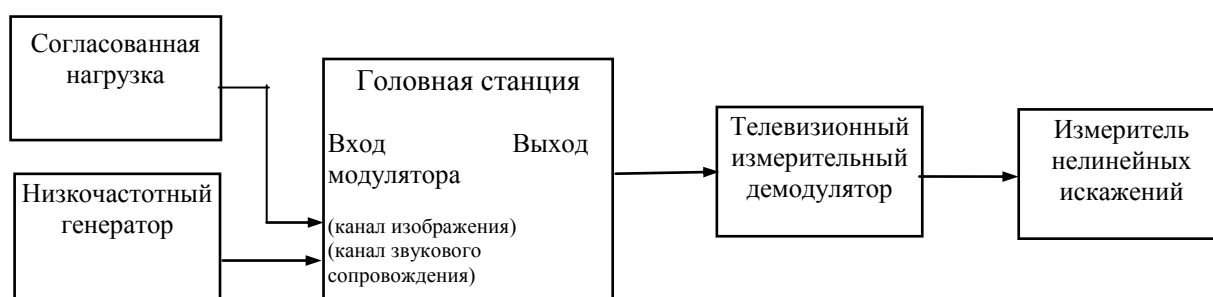 Согласованная
нагрузка
Низкочастотный
генератор
Головная станция
Вход Выход
модулятора
(канал изображения)
(канал звукового
сопровождения)
Телевизионный
измерительный
демодулятор
Измеритель
нелинейных
искажений